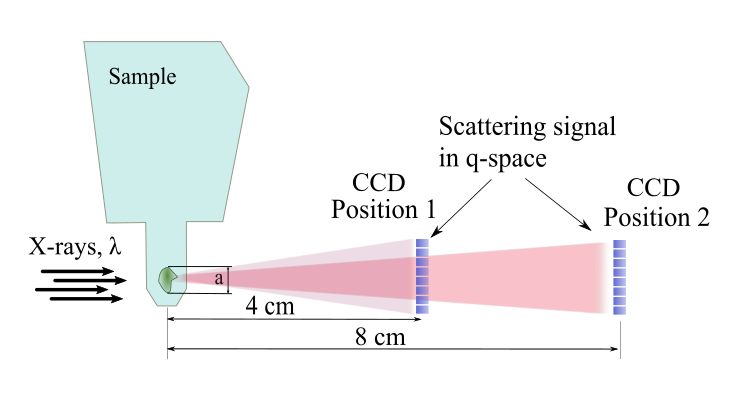 Sample
Scattering signal
in q-space
CCD
Position 1
CCD
Position 2
X-rays, λ
a
4 cm
8 cm